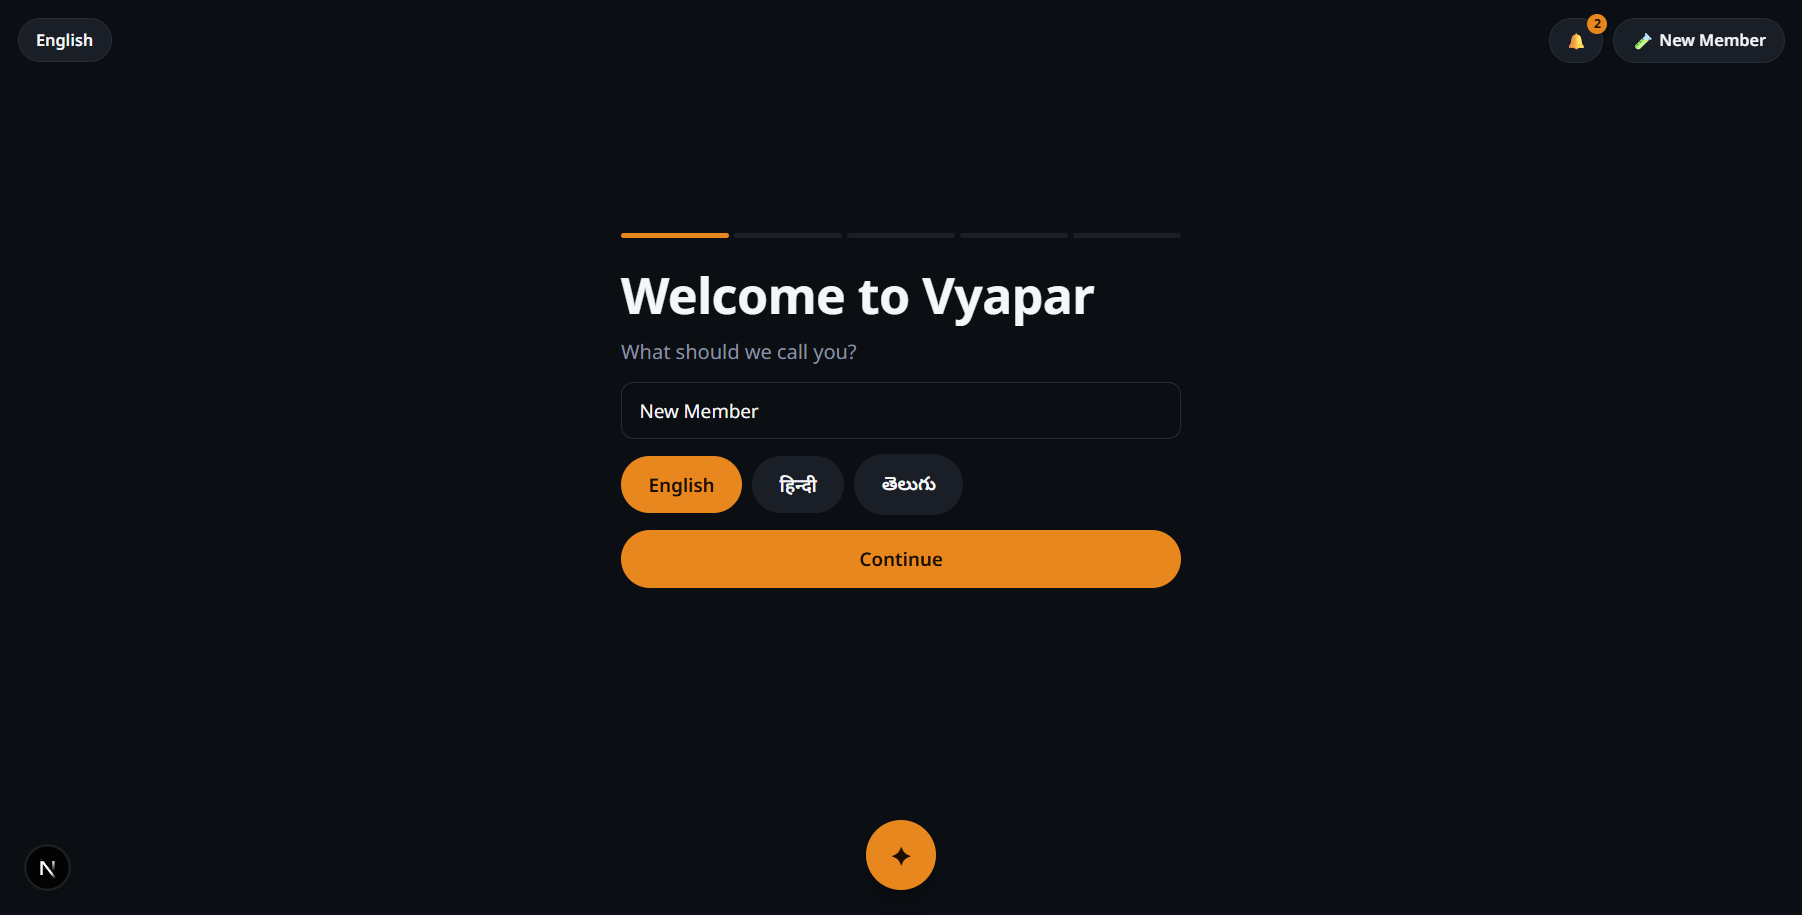 English
2
New Member
Welcome to Vyapar
What should we call you?
New Member
English
हिन्दी
తెలుగు
Continue
N